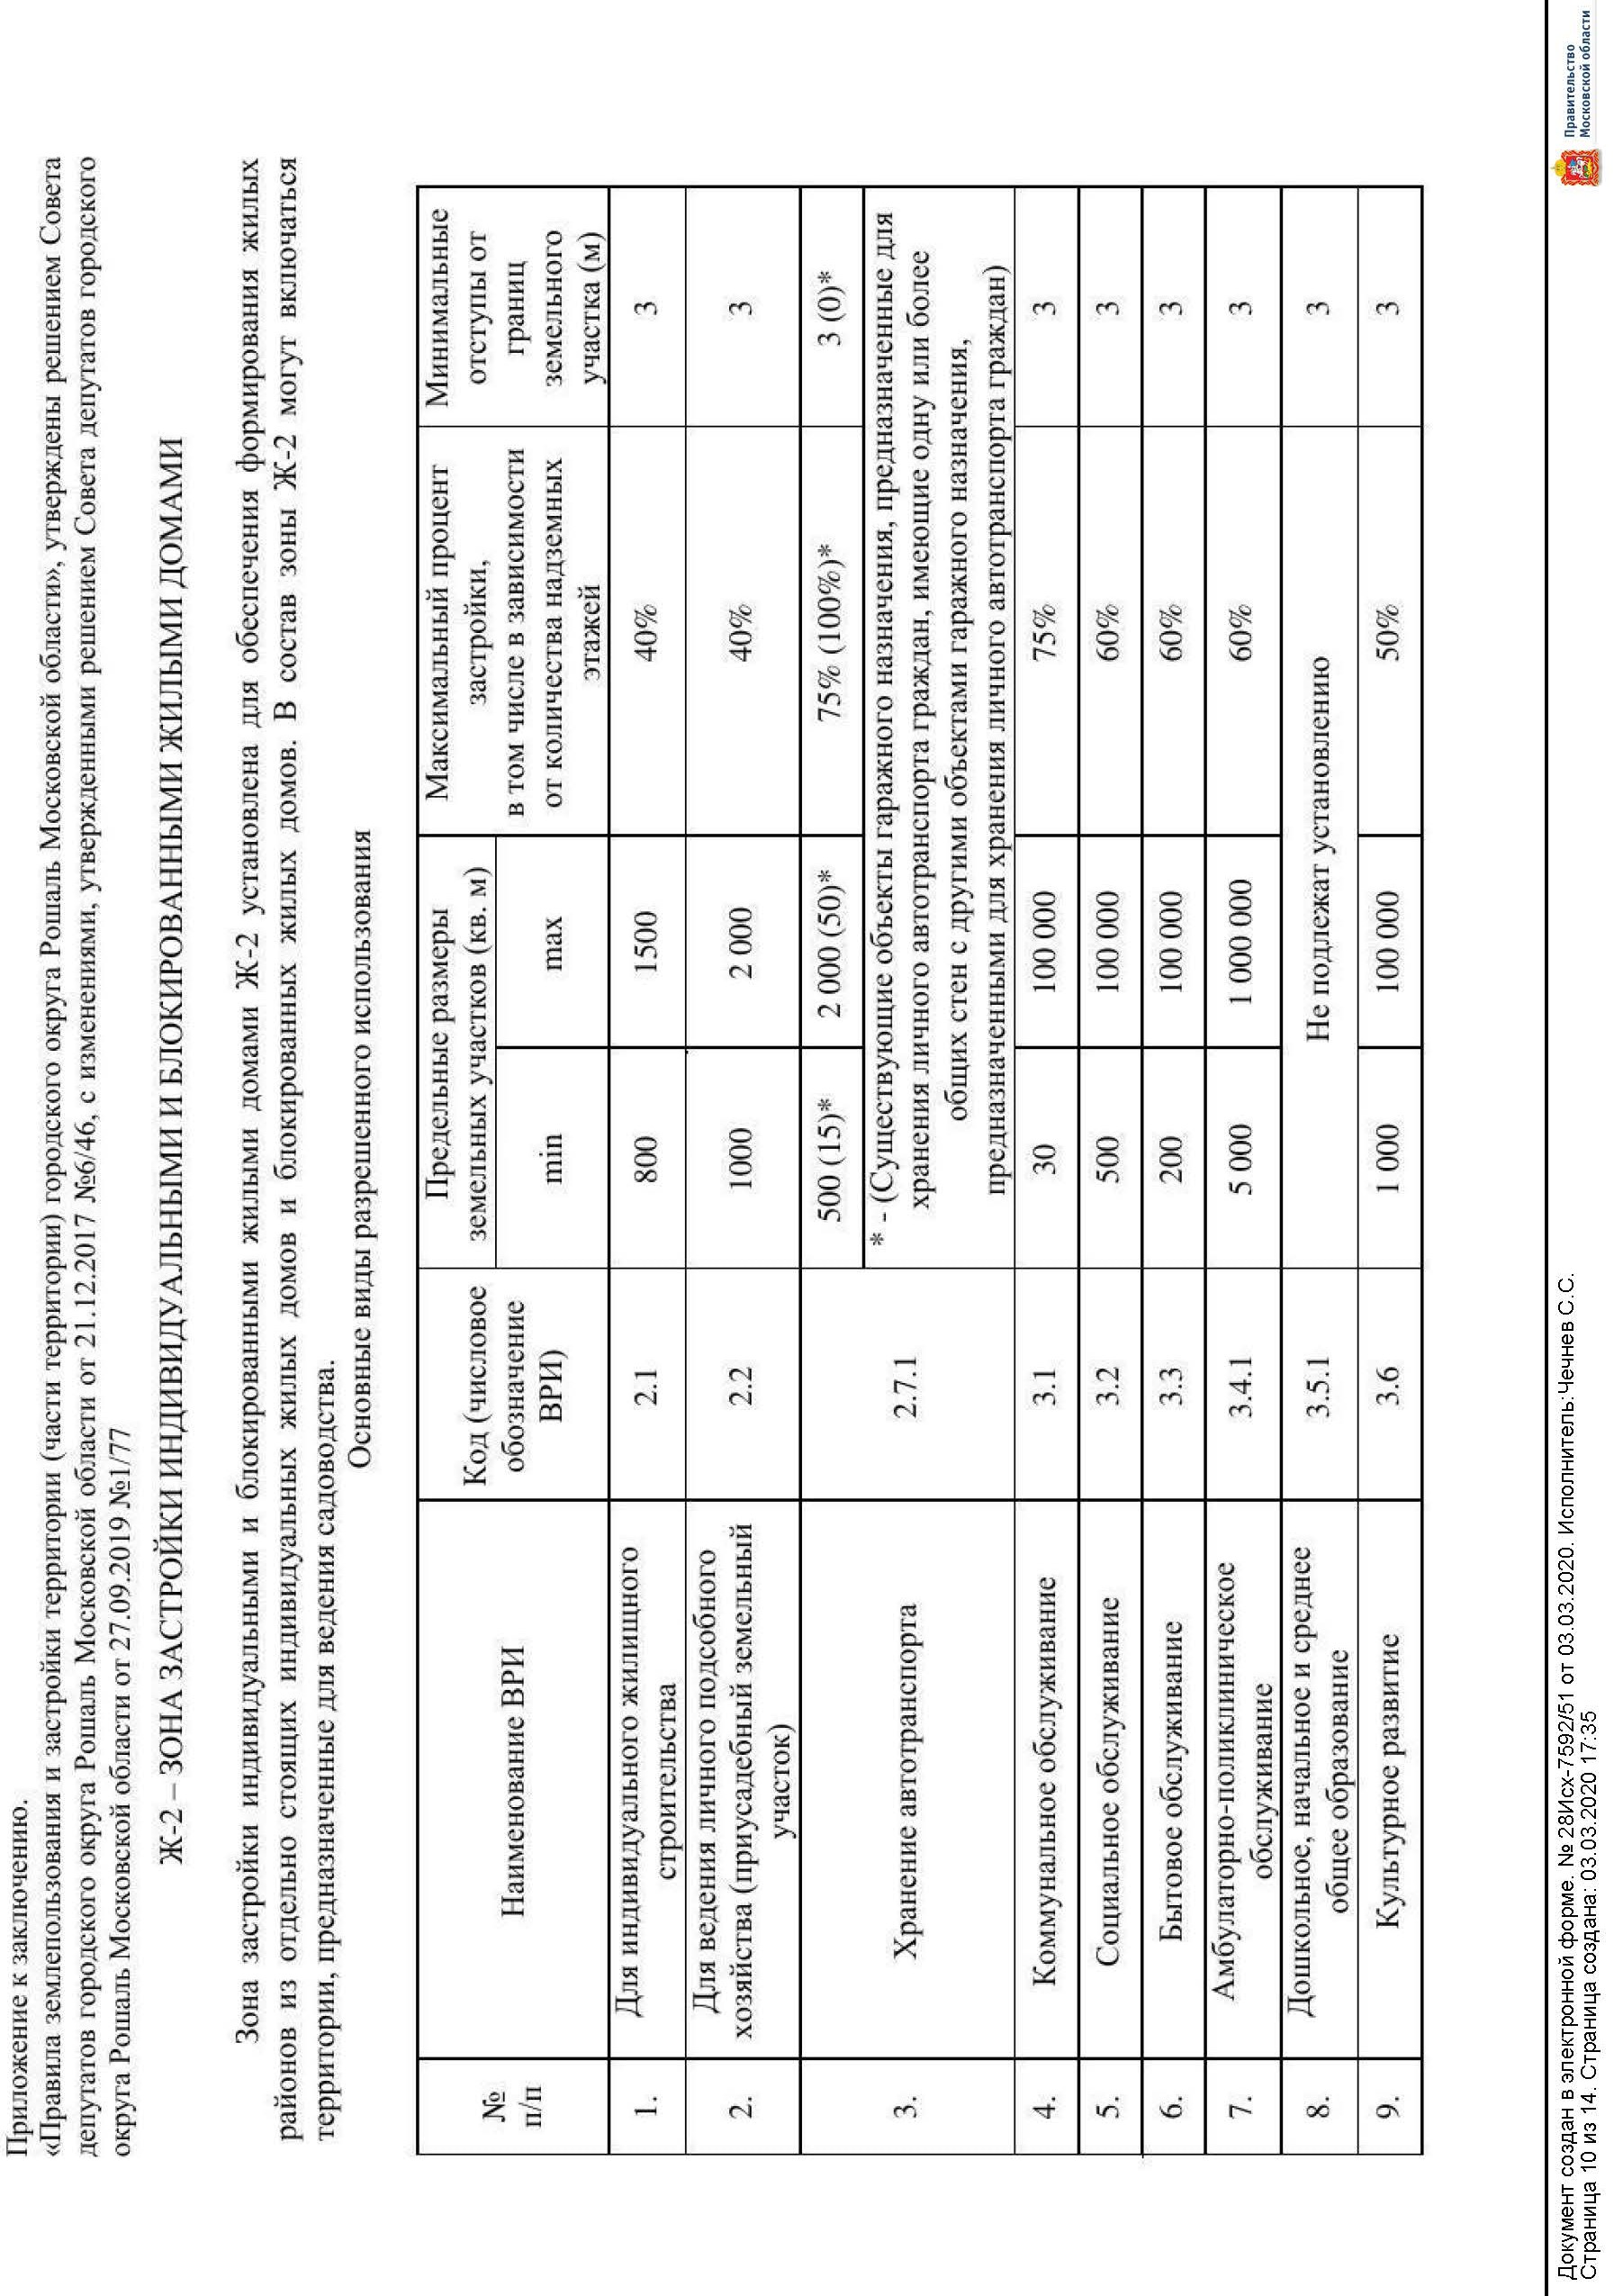 Приложение к заключению.
«Правила землепользования и застройки территории (части территории) городского округа Рошаль Московской области», утверждены решением Совета
депутатов городского округа Рошаль Московской области от 21.12.2017 №6/46, с изменениями, утвержденными решением Совета депутатов городского
округа Рошаль Московской области от 27.09.2019 №1/77
Ж-2 – ЗОНА ЗАСТРОЙКИ ИНДИВИДУАЛЬНЫМИ И БЛОКИРОВАННЫМИ ЖИЛЫМИ ДОМАМИ
Зона застройки индивидуальными и блокированными жилыми домами Ж-2 установлена для обеспечения формирования жилых
районов из отдельно стоящих индивидуальных жилых домов и блокированных жилых домов. В состав зоны Ж-2 могут включаться
территории, предназначенные для ведения садоводства.
Основные виды разрешенного использования
№
п/п
Наименование ВРИ
Код (числовое
обозначение
ВРИ)
Предельные размеры
земельных участков (кв. м)
min
max
Максимальный процент
застройки,
в том числе в зависимости
от количества надземных
этажей
Минимальные
отступы от
границ
земельного
участка (м)
1.
Для индивидуального жилищного
строительства
2.1
800
1500
40%
3
2.
Для ведения личного подсобного
хозяйства (приусадебный земельный
участок)
2.2
1000
2 000
40%
3
3.
Хранение автотранспорта
2.7.1
500 (15)*
2 000 (50)*
75% (100%)*
3 (0)*
* - (Существующие объекты гаражного назначения, предназначенные для
хранения личного автотранспорта граждан, имеющие одну или более
общих стен с другими объектами гаражного назначения,
предназначенными для хранения личного автотранспорта граждан)
4.
Коммунальное обслуживание
3.1
30
100 000
75%
3
5.
Социальное обслуживание
3.2
500
100 000
60%
3
6.
Бытовое обслуживание
3.3
200
100 000
60%
3
7.
Амбулаторно-поликлиническое
обслуживание
3.4.1
5 000
1 000 000
60%
3
8.
Дошкольное, начальное и среднее
общее образование
3.5.1
Не подлежат установлению
3
9.
Культурное развитие
3.6
1 000
100 000
50%
3
Документ создан в электронной форме. № 28Исх-7592/51 от 03.03.2020. Исполнитель:Чечнев С.С.
Страница 10 из 14. Страница создана: 03.03.2020 17:35
Правительство
Московской области